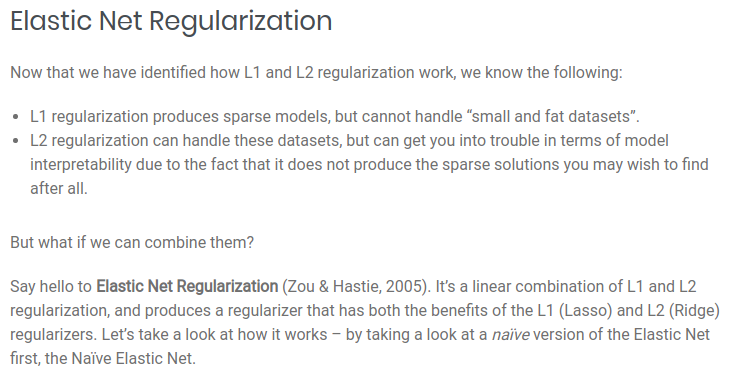 Elastic Net Regularization
Now that we have identified how L1 and L2 regularization work, we know the following:
• L1 regularization produces sparse models, but cannot handle “small and fat datasets”.
• L2 regularization can handle these datasets, but can get you into trouble in terms of model
interpretability due to the fact that it does not produce the sparse solutions you may wish to find
after all.
But what if we can combine them?
Say hello to Elastic Net Regularization (Zou & Hastie, 2005). It’s a linear combination of L1 and L2
regularization, and produces a regularizer that has both the benefits of the L1 (Lasso) and L2 (Ridge)
regularizers. Let’s take a look at how it works – by taking a look at a naïve version of the Elastic Net
first, the Naïve Elastic Net.